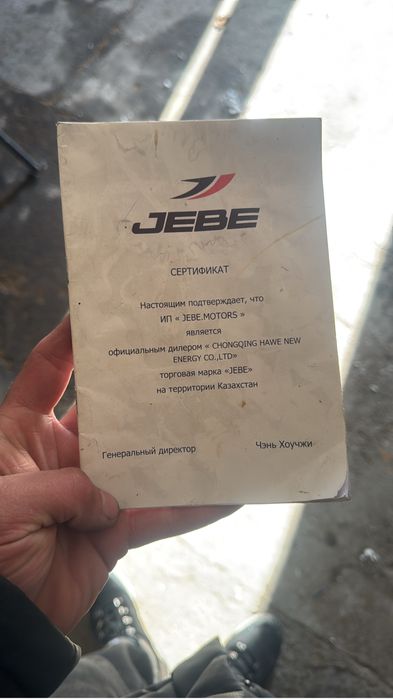 JEBE
СЕРТИФИКАТ
Настоящим подтверждает, что
ИП « JEBE.MOTORS »
является
официальным дилером « CHONGQING HAWE NEW
ENERGY CO.,LTD»
торговая марка «JEBE»
на территории Казахстан
Генеральный директор
Чэнь Хоучжи